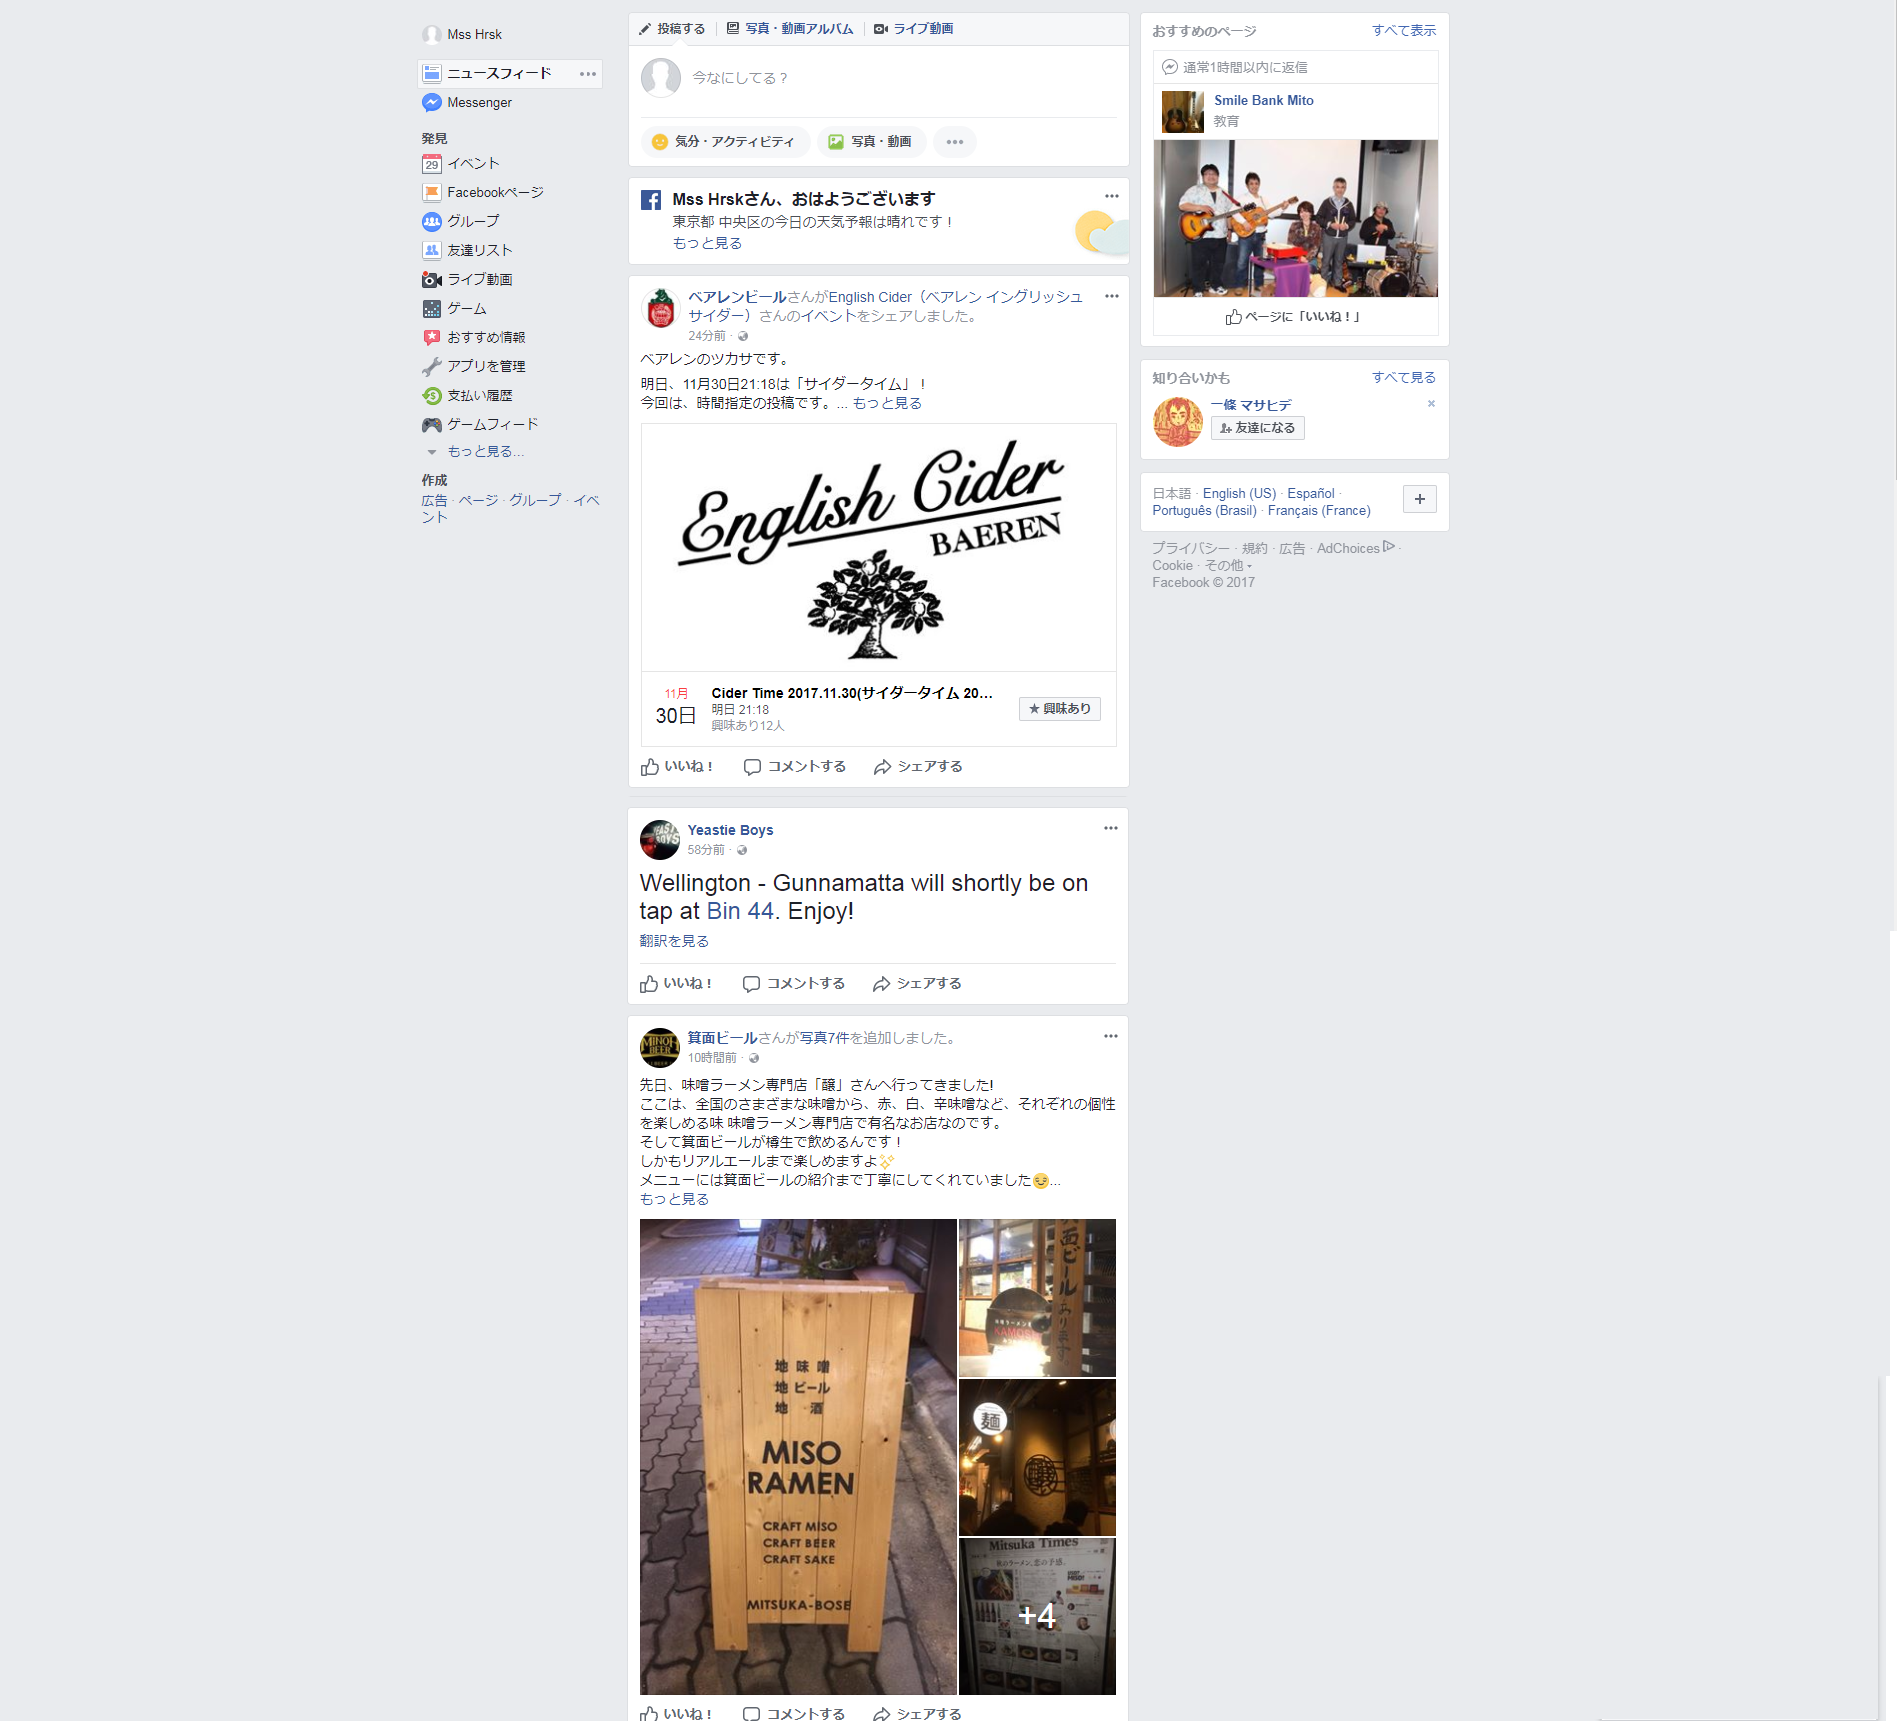 Mss Hrsk
ニュースフィード
Messenger
発見
29
イベント
Facebookページ
グループ
友達リスト
ライブ動画
ゲーム
おすすめ情報
アプリを管理
支払い履歴
ゲームフィード
もっと見る...
作成
広告 · ページ · グループ · イベ
ント
投稿する
写真・動画アルバム
ライブ動画
今なにしてる？
気分・アクティビティ
写真・動画
Mss Hrskさん、おはようございます
東京都 中央区の今日の天気予報は晴れです！
もっと見る
ベアレンビールさんがEnglish Cider（ベアレン イングリッシュ
サイダー）さんのイベントをシェアしました。
24分前 ·
ベアレンのツカサです。
明日、11月30日21:18は「サイダータイム」！
今回は、時間指定の投稿です。... もっと見る
English Cider
BAEREN
11月
30日
Cider Time 2017.11.30(サイダータイム 20...
明日 21:18
興味あり12人
★ 興味あり
いいね！
コメントする
シェアする
Yeastie Boys
58分前 ·
Wellington - Gunnamatta will shortly be on
tap at Bin 44. Enjoy!
翻訳を見る
いいね！
コメントする
シェアする
MINOH
BEER
箕面ビールさんが写真7件を追加しました。
10時間前 ·
先日、味噌ラーメン専門店「醸」さんへ行ってきました!
ここは、全国のさまざまな味噌から、赤、白、辛味噌など、それぞれの個性
を楽しめる味 味噌ラーメン専門店で有名なお店なのです。
そして箕面ビールが樽生で飲めるんです！
しかもリアルエールまで楽しめますよ✨
メニューには箕面ビールの紹介まで丁寧にしてくれていました😌...
もっと見る
地 味 噌
地 ビール
地 酒
MISO
RAMEN
CRAFT MISO
CRAFT BEER
CRAFT SAKE
MITSUKA-BOSE
面ビールあります
麺
Mitsuka Times
秋のラーメン、恋の予感。
+4
いいね！
コメントする
シェアする
おすすめのページ
すべて表示
通常1時間以内に返信
Smile Bank Mito
教育
ページに「いいね！」
知り合いかも
すべて見る
一條 マサヒデ
友達になる
日本語 · English (US) · Español ·
Português (Brasil) · Français (France)
プライバシー · 規約 · 広告 · AdChoices ·
Cookie · その他
Facebook © 2017